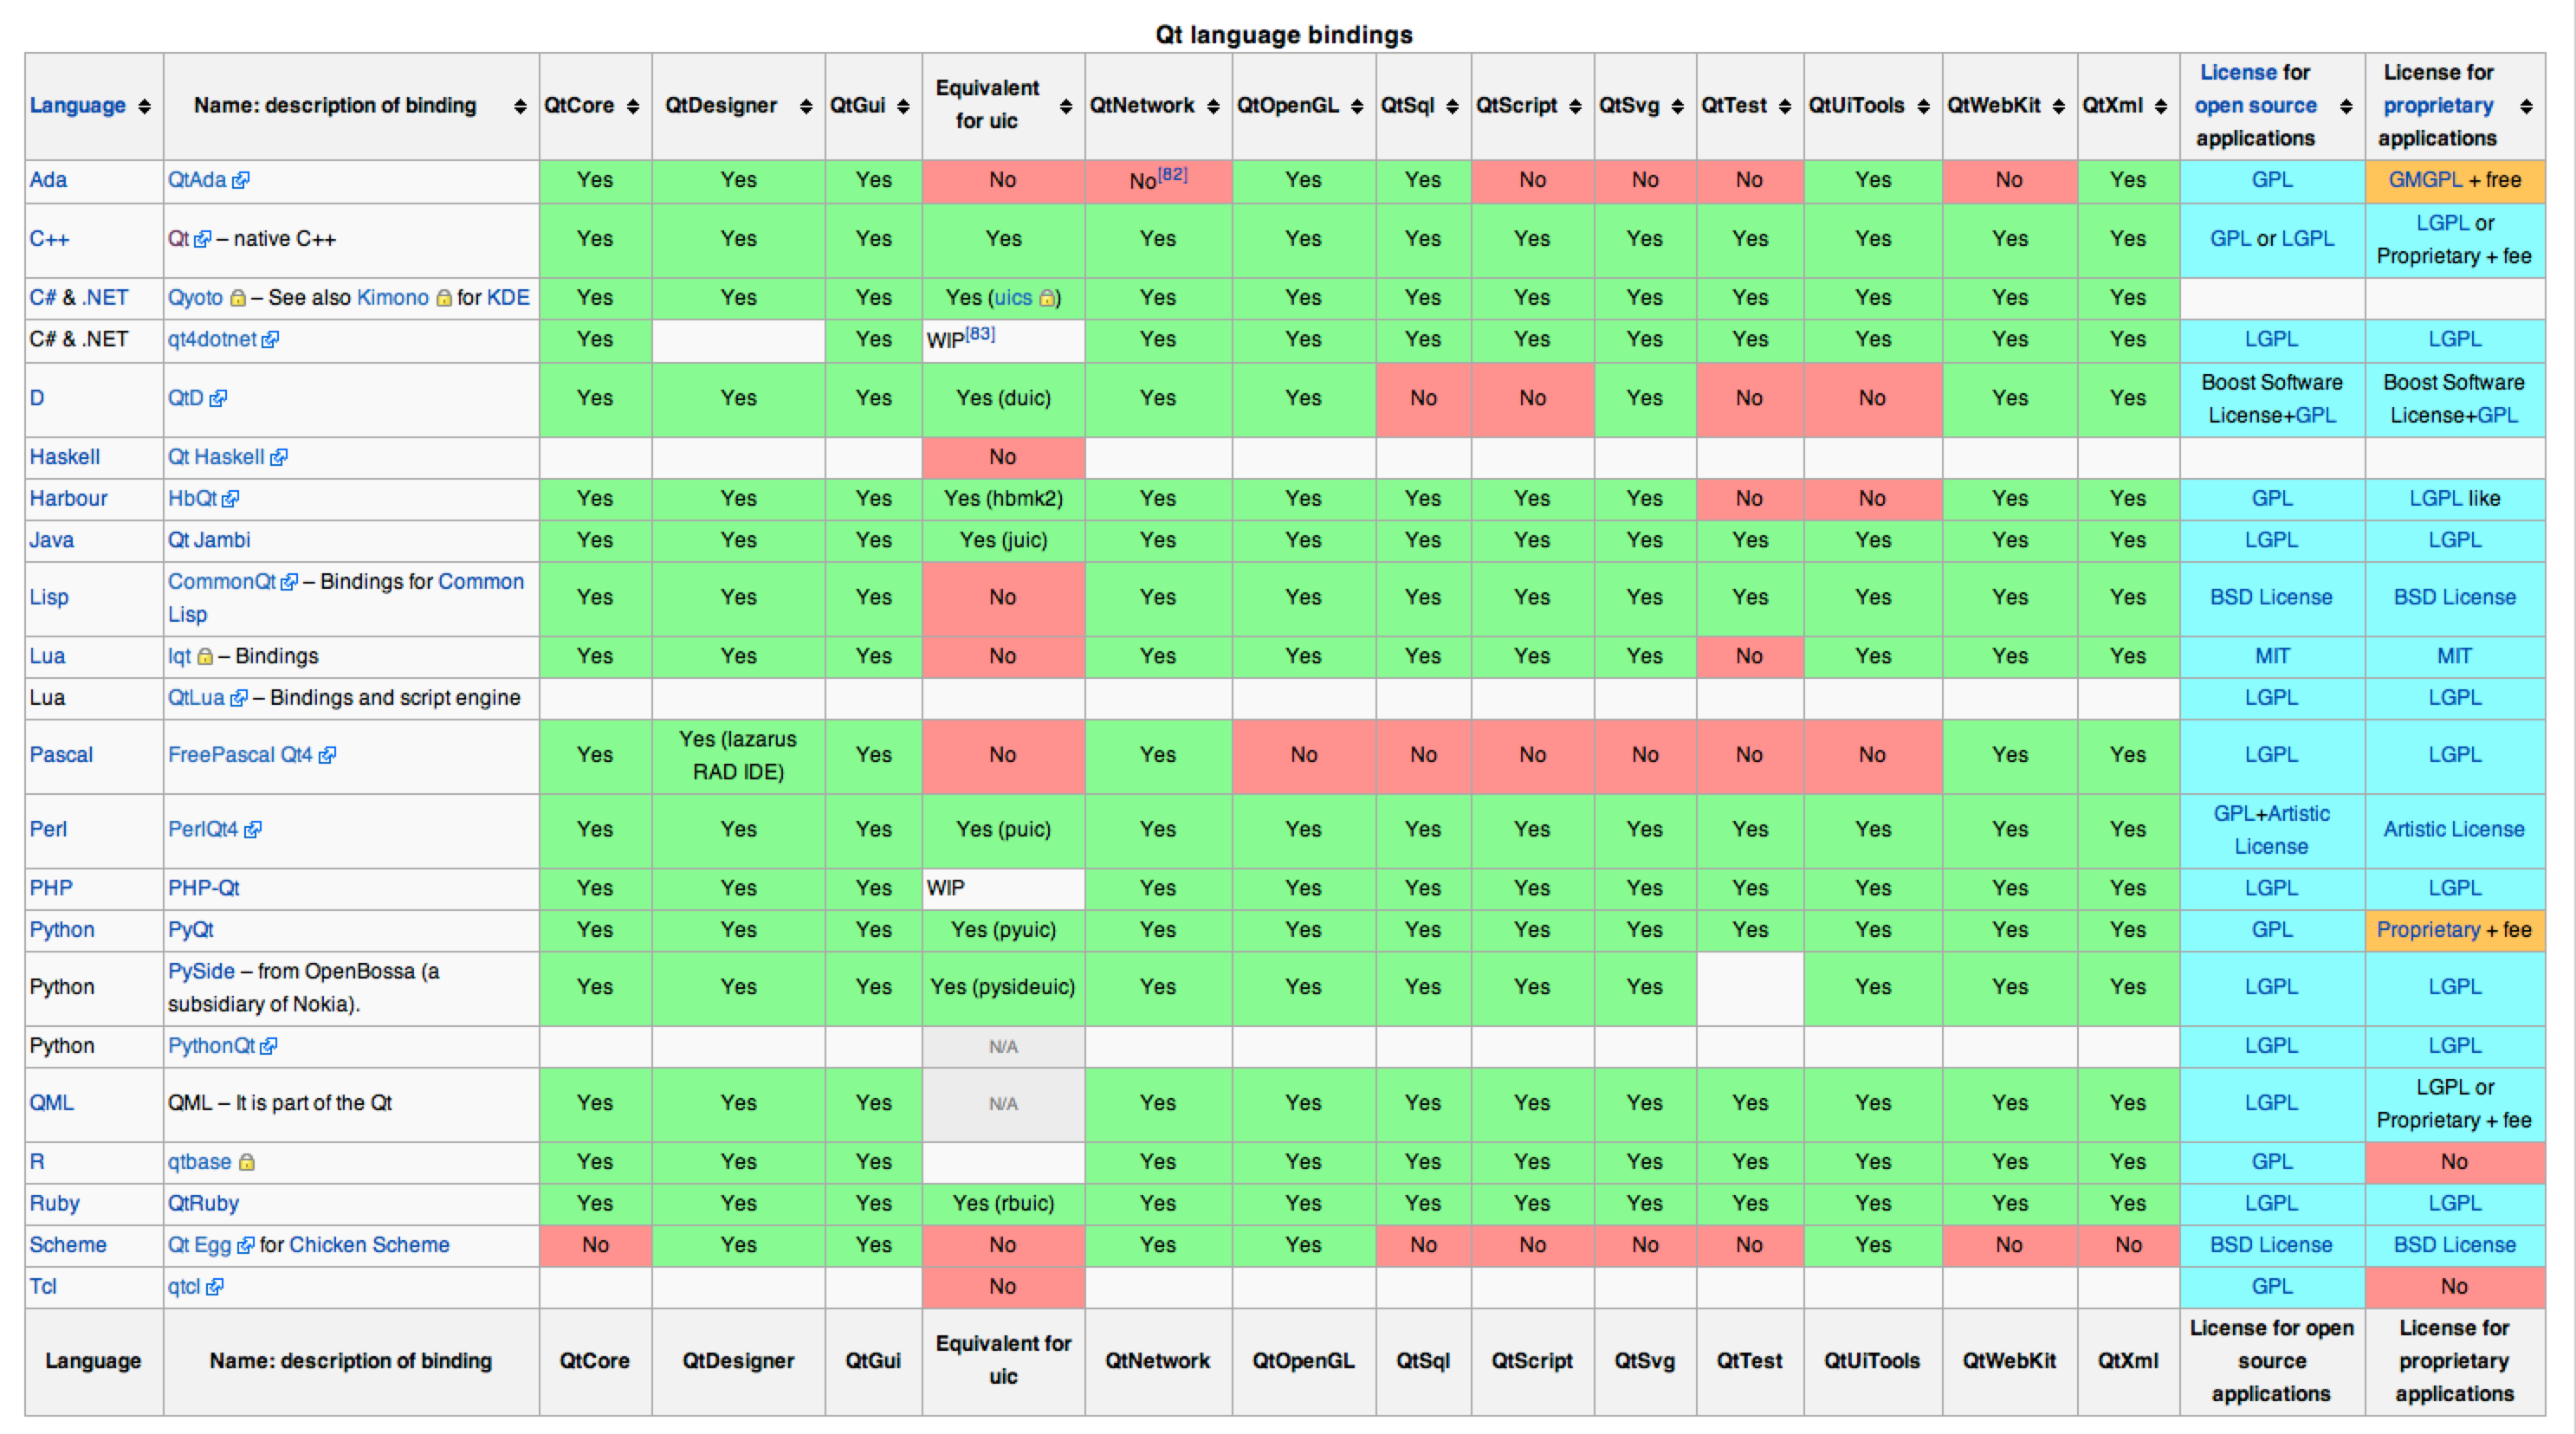 Qt language bindings
Language Name: description of binding QtCore QtDesigner QtGui Equivalent for uic QtNetwork QtOpenGL QtSql QtScript QtSvg QtTest QtUiTools QtWebKit QtXml License for open source applications License for proprietary applications
Ada QtAda Yes Yes Yes No No[82] Yes Yes No No No Yes No Yes GPL GMGPL + free
C++ Qt – native C++ Yes Yes Yes Yes Yes Yes Yes Yes Yes Yes Yes Yes Yes GPL or LGPL LGPL or Proprietary + fee
C# & .NET Qyoto – See also Kimono for KDE Yes Yes Yes Yes (uics) Yes Yes Yes Yes Yes Yes Yes Yes Yes
C# & .NET qt4dotnet Yes Yes WIP[83] Yes Yes Yes Yes Yes Yes Yes Yes Yes LGPL LGPL
D QtD Yes Yes Yes Yes (duic) Yes Yes No No Yes No No Yes Yes Boost Software License+GPL Boost Software License+GPL
Haskell Qt Haskell No
Harbour HbQt Yes Yes Yes Yes (hbmk2) Yes Yes Yes Yes Yes No No Yes Yes GPL LGPL like
Java Qt Jambi Yes Yes Yes Yes (juic) Yes Yes Yes Yes Yes Yes Yes Yes Yes LGPL LGPL
Lisp CommonQt – Bindings for Common Lisp Yes Yes Yes No Yes Yes Yes Yes Yes Yes Yes Yes Yes BSD License BSD License
Lua lqt – Bindings Yes Yes Yes No Yes Yes Yes Yes Yes No Yes Yes Yes MIT MIT
Lua QtLua – Bindings and script engine LGPL LGPL
Pascal FreePascal Qt4 Yes Yes (lazarus RAD IDE) Yes No Yes No No No No No No Yes Yes LGPL LGPL
Perl PerlQt4 Yes Yes Yes Yes (puic) Yes Yes Yes Yes Yes Yes Yes Yes Yes GPL+Artistic License Artistic License
PHP PHP-Qt Yes Yes Yes WIP Yes Yes Yes Yes Yes Yes Yes Yes Yes LGPL LGPL
Python PyQt Yes Yes Yes Yes (pyuic) Yes Yes Yes Yes Yes Yes Yes Yes Yes GPL Proprietary + fee
Python PySide – from OpenBossa (a subsidiary of Nokia). Yes Yes Yes Yes (pysideuic) Yes Yes Yes Yes Yes Yes Yes Yes LGPL LGPL
Python PythonQt N/A LGPL LGPL
QML QML – It is part of the Qt Yes Yes Yes N/A Yes Yes Yes Yes Yes Yes Yes Yes Yes LGPL LGPL or Proprietary + fee
R qtbase Yes Yes Yes Yes Yes Yes Yes Yes Yes Yes Yes Yes GPL No
Ruby QtRuby Yes Yes Yes Yes (rbuic) Yes Yes Yes Yes Yes Yes Yes Yes Yes LGPL LGPL
Scheme Qt Egg for Chicken Scheme No Yes Yes No Yes Yes No No No No Yes No No BSD License BSD License
Tcl qtcl No GPL No
Language Name: description of binding QtCore QtDesigner QtGui Equivalent for uic QtNetwork QtOpenGL QtSql QtScript QtSvg QtTest QtUiTools QtWebKit QtXml License for open source applications License for proprietary applications